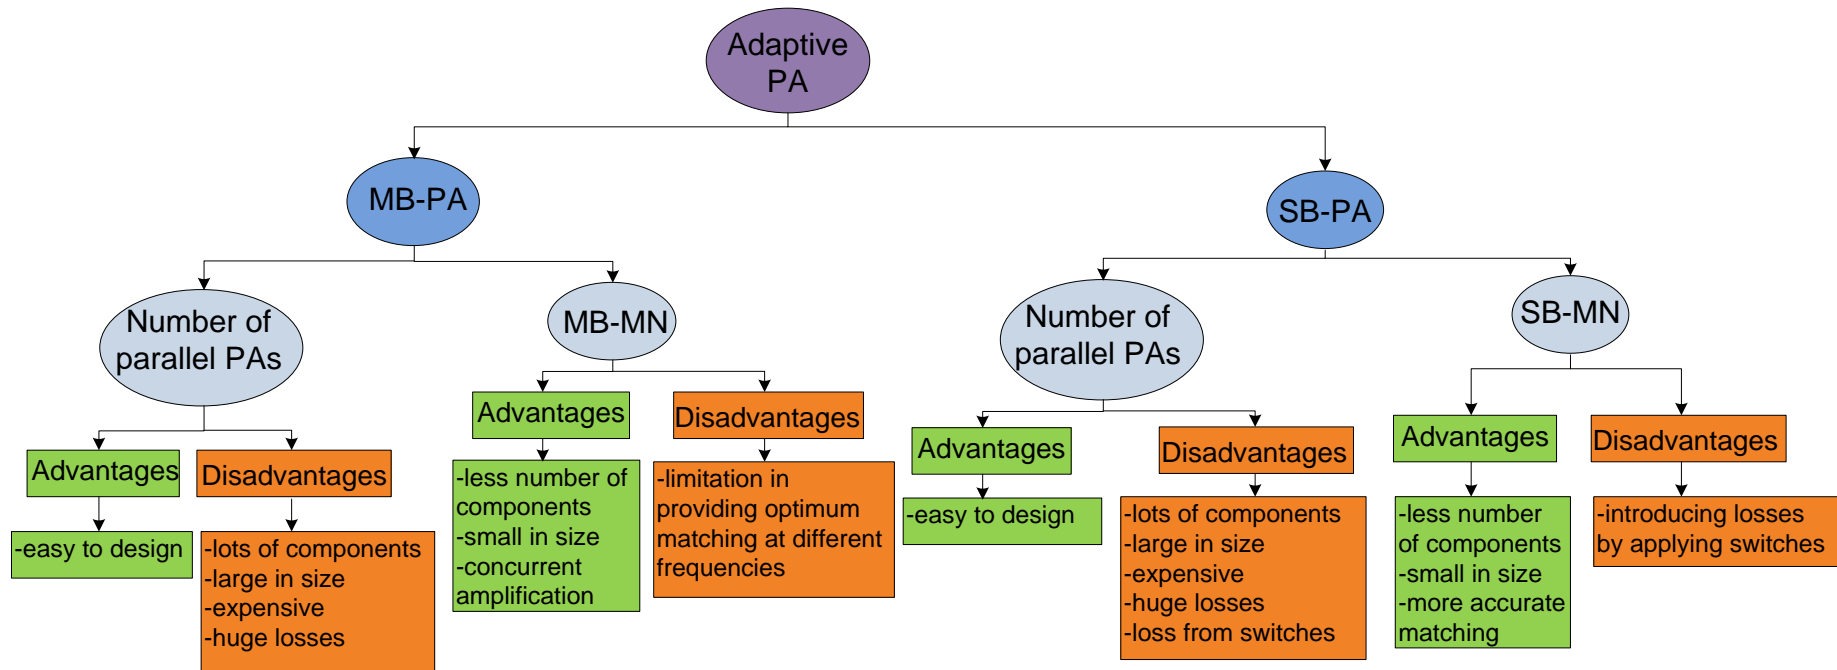 Adaptive
PA
MB-PA
SB-PA
Number of
parallel PAs
MB-MN
Number of
parallel PAs
SB-MN
Advantages
-easy to design
Disadvantages
-lots of components
-large in size
-expensive
-huge losses
Advantages
-less number of
components
-small in size
-concurrent
amplification
Disadvantages
-limitation in
providing optimum
matching at different
frequencies
Advantages
-easy to design
Disadvantages
-lots of components
-large in size
-expensive
-huge losses
-loss from switches
Advantages
-less number
of components
-small in size
-more accurate
matching
Disadvantages
-introducing losses
by applying switches